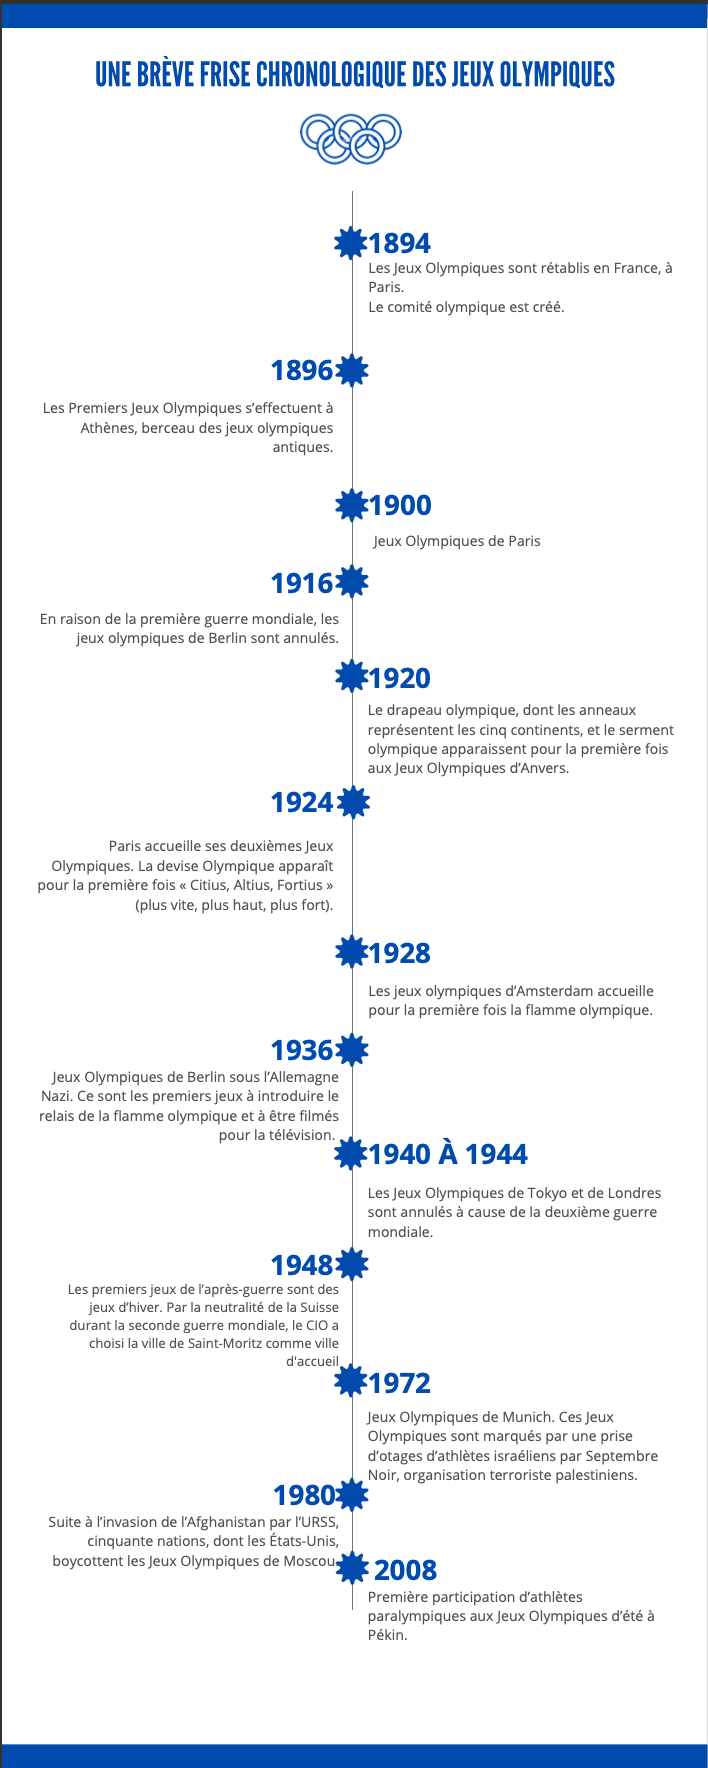 UNE BRÈVE FRISE CHRONOLOGIQUE DES JEUX OLYMPIQUES
1894
Les Jeux Olympiques sont rétablis en France, à
Paris.
Le comité olympique est créé.
1896
Les Premiers Jeux Olympiques s’effectuent à
Athènes, berceau des jeux olympiques
antiques.
1900
Jeux Olympiques de Paris
1916
En raison de la première guerre mondiale, les
jeux olympiques de Berlin sont annulés.
1920
Le drapeau olympique, dont les anneaux
représentent les cinq continents, et le serment
olympique apparaissent pour la première fois
aux Jeux Olympiques d’Anvers.
1924
Paris accueille ses deuxièmes Jeux
Olympiques. La devise Olympique apparaît
pour la première fois « Citius, Altius, Fortius »
(plus vite, plus haut, plus fort).
1928
Les jeux olympiques d’Amsterdam accueille
pour la première fois la flamme olympique.
1936
Jeux Olympiques de Berlin sous l’Allemagne
Nazi. Ce sont les premiers jeux à introduire le
relais de la flamme olympique et à être filmés
pour la télévision.
1940 À 1944
Les Jeux Olympiques de Tokyo et de Londres
sont annulés à cause de la deuxième guerre
mondiale.
1948
Les premiers jeux de l’après-guerre sont des
jeux d’hiver. Par la neutralité de la Suisse
durant la seconde guerre mondiale, le CIO a
choisi la ville de Saint-Moritz comme ville
d'accueil
1972
Jeux Olympiques de Munich. Ces Jeux
Olympiques sont marqués par une prise
d’otages d’athlètes israéliens par Septembre
Noir, organisation terroriste palestiniens.
1980
Suite à l’invasion de l’Afghanistan par l’URSS,
cinquante nations, dont les États-Unis,
boycottent les Jeux Olympiques de Moscou.
2008
Première participation d’athlètes
paralympiques aux Jeux Olympiques d’été à
Pékin.